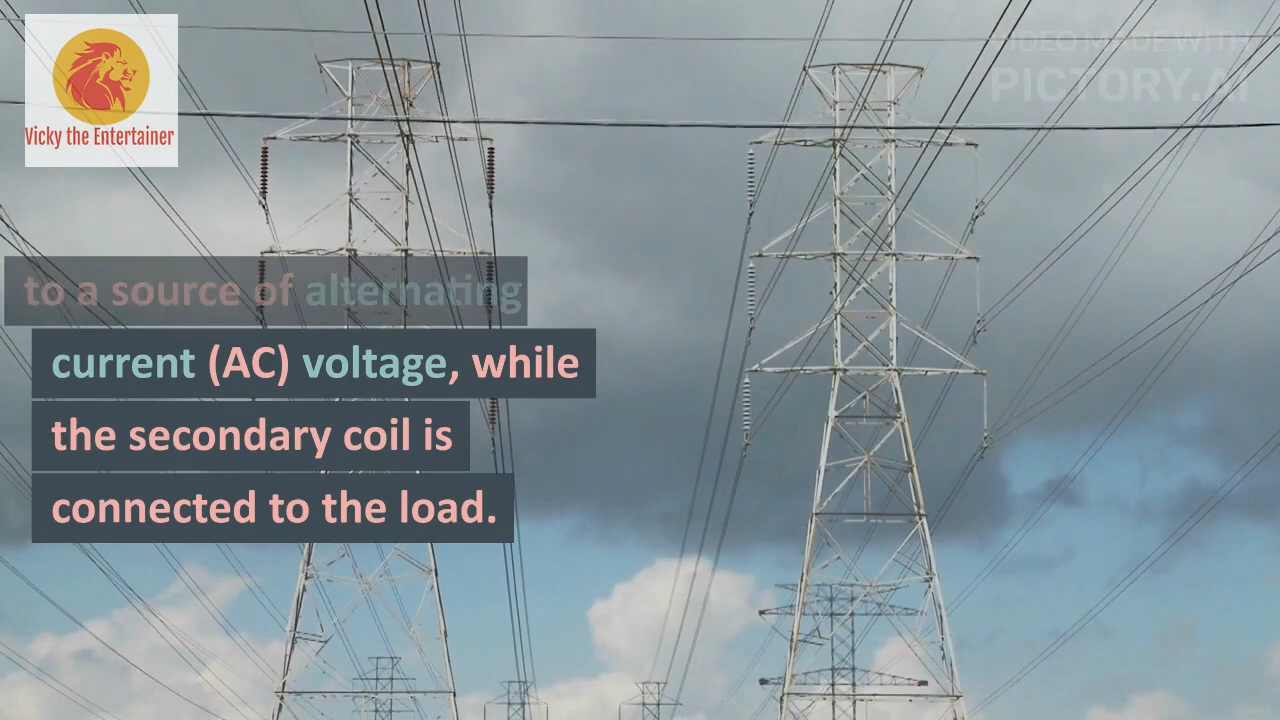 VIDEO MADE WITH
PICTORY.AI
Vicky the Entertainer
to a source of alternating
current (AC) voltage, while
the secondary coil is
connected to the load.